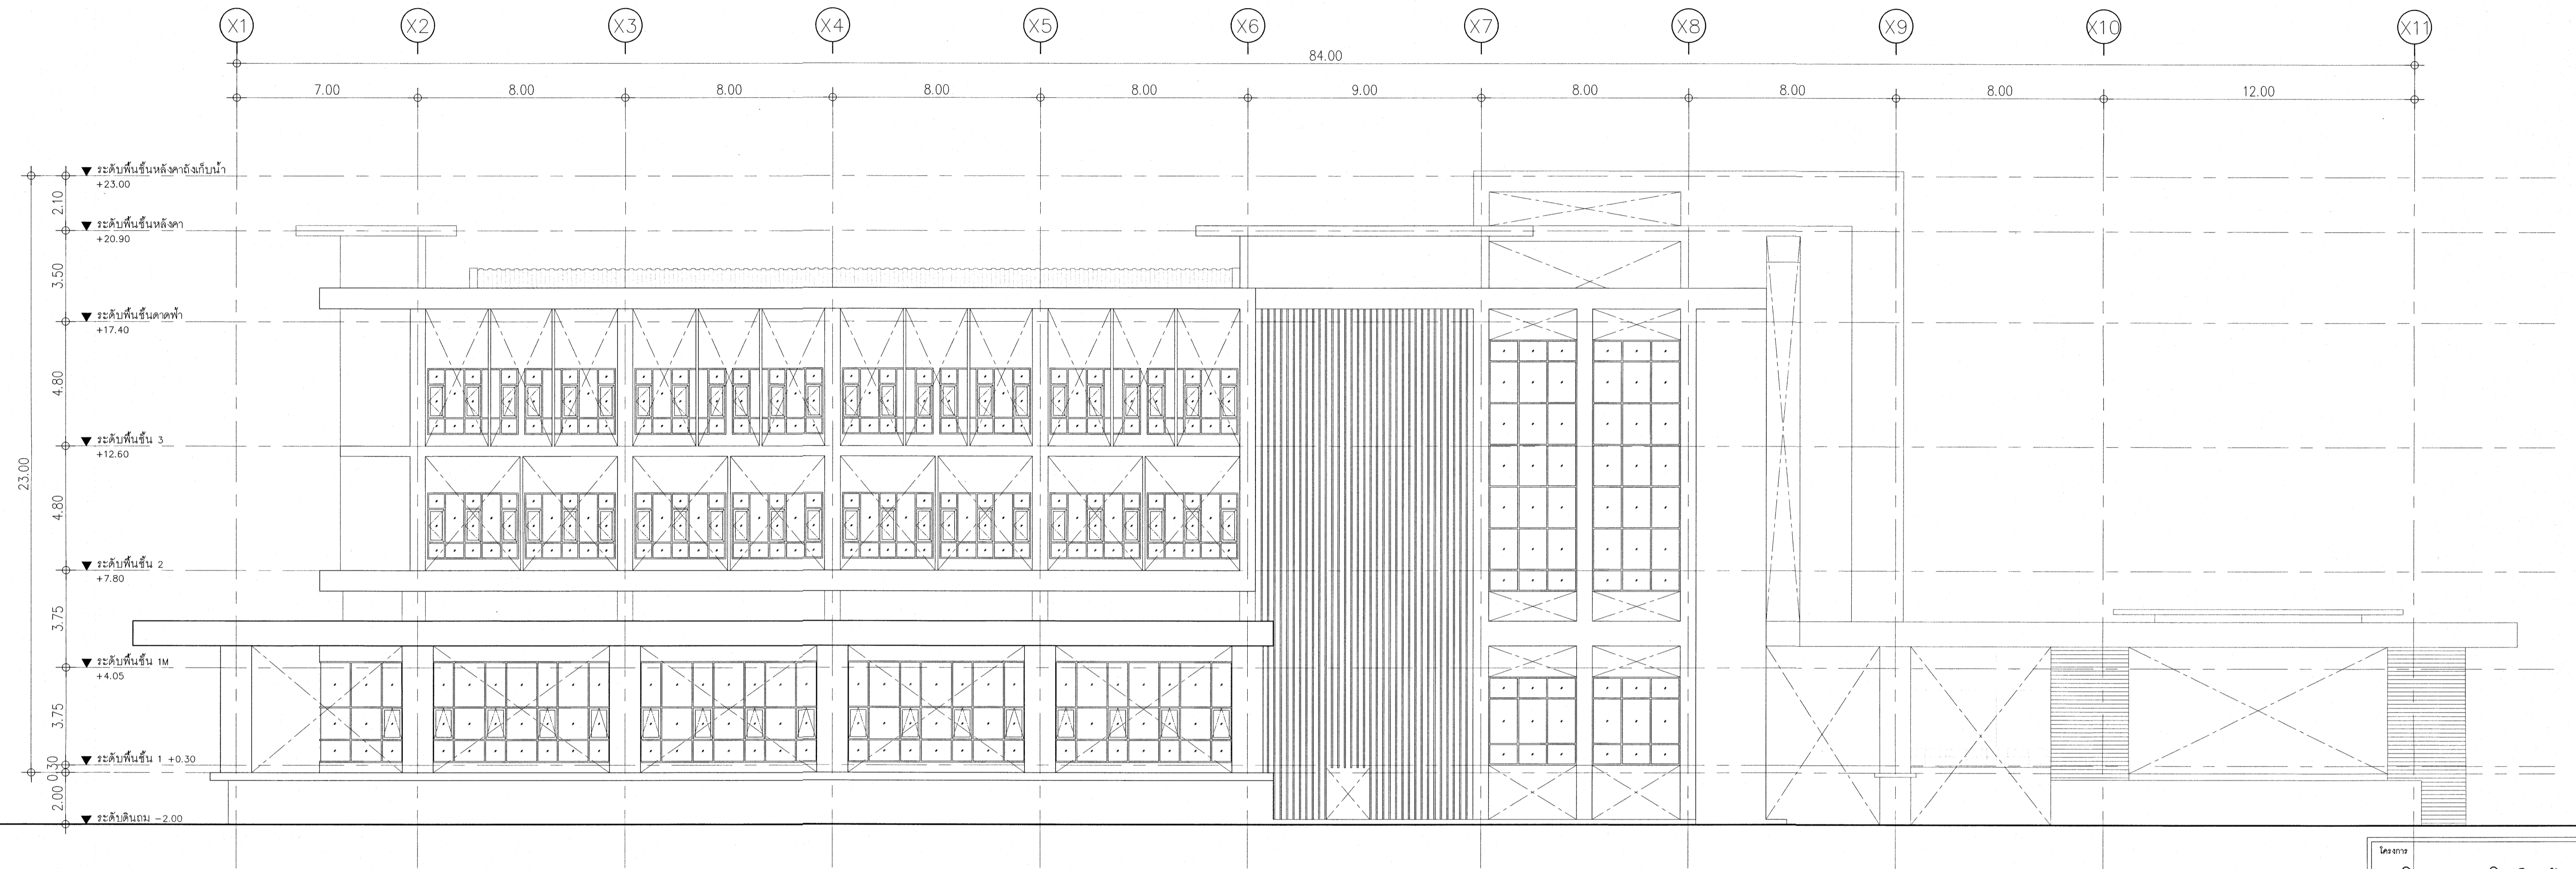 X1 X2 X3 X4 X5 X6 X7 X8 X9 X10 X11
84.00
7.00 8.00 8.00 8.00 8.00 9.00 8.00 8.00 8.00 12.00
ระดับพื้นชั้นหลังคาถังเก็บน้ำ
+23.00
2.10
ระดับพื้นชั้นหลังคา
+20.90
3.50
ระดับพื้นชั้นดาดฟ้า
+17.40
4.80
ระดับพื้นชั้น 3
+12.60
23.00
4.80
ระดับพื้นชั้น 2
+7.80
3.75
ระดับพื้นชั้น 1M
+4.05
3.75
ระดับพื้นชั้น 1 +0.30
0.30
2.00
ระดับดินถม -2.00
โครงการ